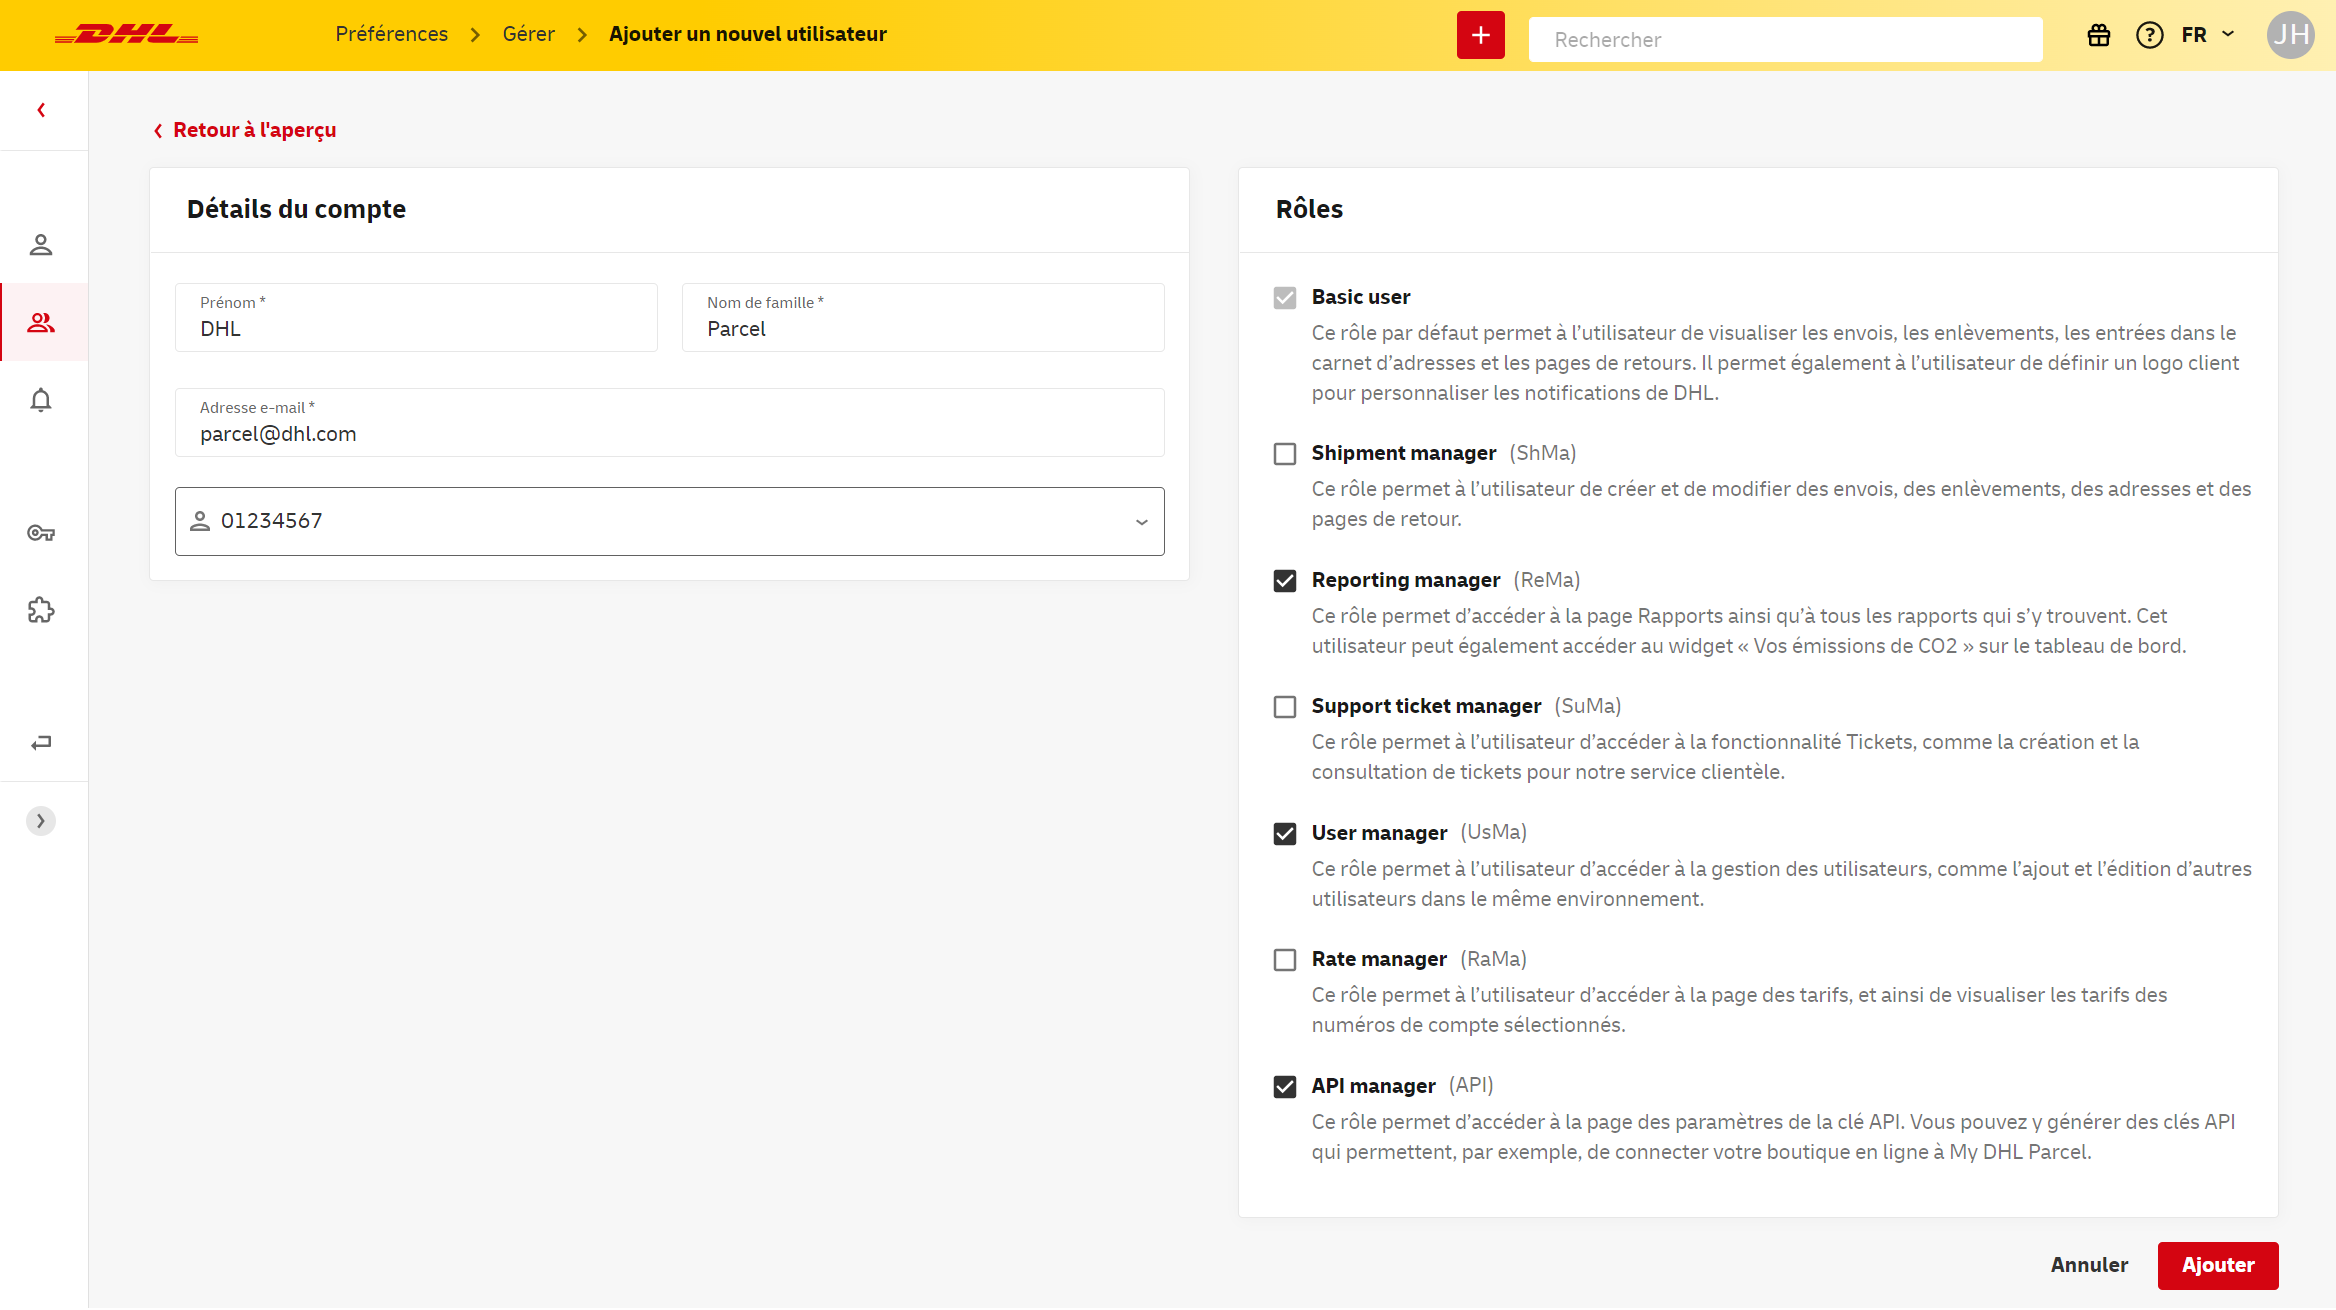 DHL
Préférences
Gérer
Ajouter un nouvel utilisateur
Rechercher
FR
JH
Retour à l'aperçu
Détails du compte
Prénom *
DHL
Nom de famille *
Parcel
Adresse e-mail *
parcel@dhl.com
01234567
Rôles
Basic user
Ce rôle par défaut permet à l’utilisateur de visualiser les envois, les enlèvements, les entrées dans le
carnet d’adresses et les pages de retours. Il permet également à l’utilisateur de définir un logo client
pour personnaliser les notifications de DHL.
Shipment manager (ShMa)
Ce rôle permet à l’utilisateur de créer et de modifier des envois, des enlèvements, des adresses et des
pages de retour.
Reporting manager (ReMa)
Ce rôle permet d’accéder à la page Rapports ainsi qu’à tous les rapports qui s’y trouvent. Cet
utilisateur peut également accéder au widget « Vos émissions de CO2 » sur le tableau de bord.
Support ticket manager (SuMa)
Ce rôle permet à l’utilisateur d’accéder à la fonctionnalité Tickets, comme la création et la
consultation de tickets pour notre service clientèle.
User manager (UsMa)
Ce rôle permet à l’utilisateur d’accéder à la gestion des utilisateurs, comme l’ajout et l’édition d’autres
utilisateurs dans le même environnement.
Rate manager (RaMa)
Ce rôle permet à l’utilisateur d’accéder à la page des tarifs, et ainsi de visualiser les tarifs des
numéros de compte sélectionnés.
API manager (API)
Ce rôle permet d’accéder à la page des paramètres de la clé API. Vous pouvez y générer des clés API
qui permettent, par exemple, de connecter votre boutique en ligne à My DHL Parcel.
Annuler
Ajouter